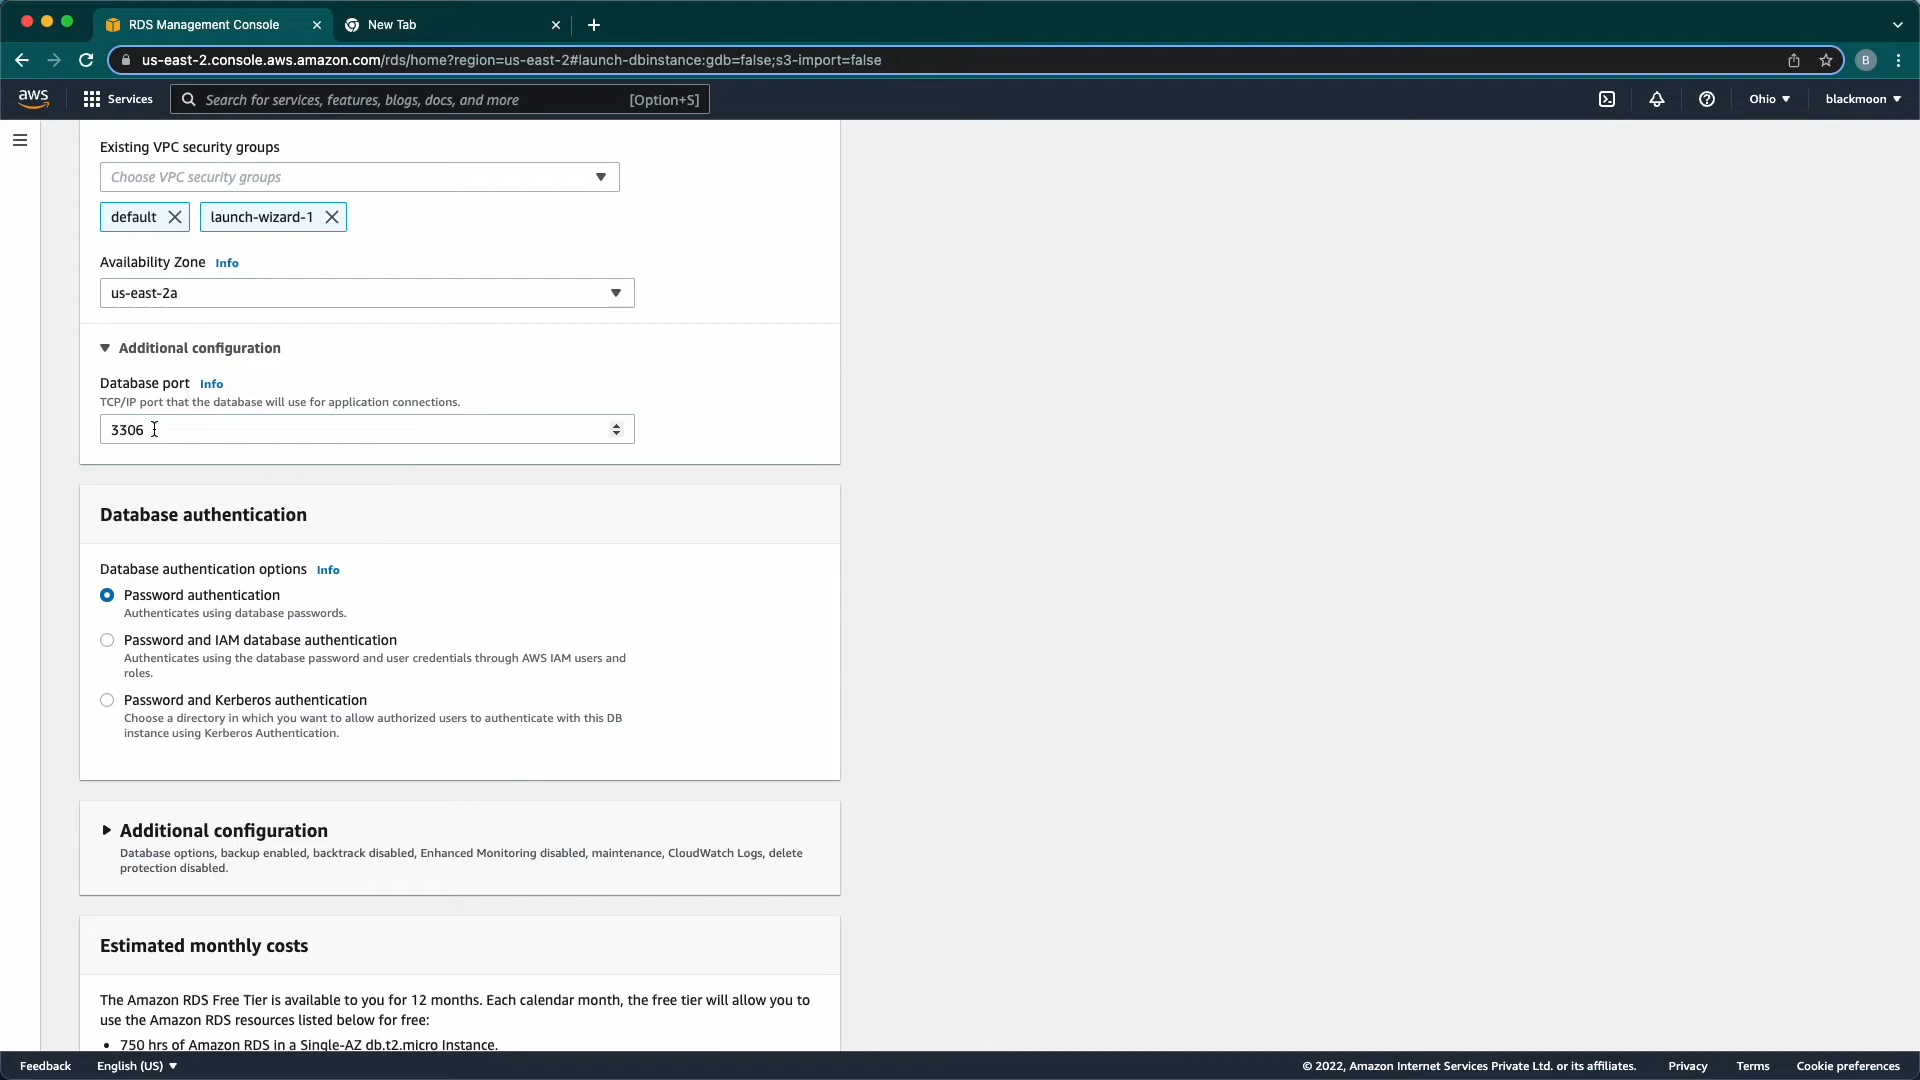 RDS Management Console
New Tab
us-east-2.console.aws.amazon.com/rds/home?region=us-east-2#launch-dbinstance:gdb=false;s3-import=false
B
aws
Services
Search for services, features, blogs, docs, and more
[Option+S]
Ohio
blackmoon
Existing VPC security groups
Choose VPC security groups
default
launch-wizard-1
Availability Zone Info
us-east-2a
Additional configuration
Database port Info
TCP/IP port that the database will use for application connections.
3306
Database authentication
Database authentication options Info
Password authentication
Authenticates using database passwords.
Password and IAM database authentication
Authenticates using the database password and user credentials through AWS IAM users and
roles.
Password and Kerberos authentication
Choose a directory in which you want to allow authorized users to authenticate with this DB
instance using Kerberos Authentication.
Additional configuration
Database options, backup enabled, backtrack disabled, Enhanced Monitoring disabled, maintenance, CloudWatch Logs, delete
protection disabled.
Estimated monthly costs
The Amazon RDS Free Tier is available to you for 12 months. Each calendar month, the free tier will allow you to
use the Amazon RDS resources listed below for free:
• 750 hrs of Amazon RDS in a Single-AZ db.t2.micro Instance.
Feedback
English (US)
© 2022, Amazon Internet Services Private Ltd. or its affiliates.
Privacy
Terms
Cookie preferences